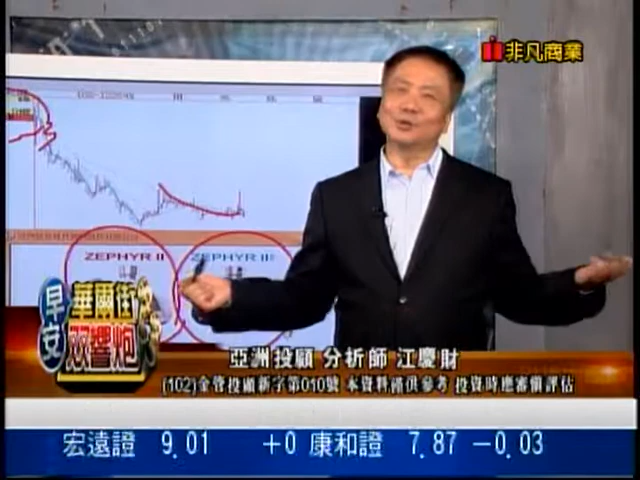 非凡商業
ZEPHYR II
ZEPHYR II
早安
華爾街
双響炮
亞洲投顧 分析師 江慶財
(102)金管投顧新字第010號 本資料僅供參考 投資時應審慎評估
宏遠證 9.01 +0 康和證 7.87 －0.03